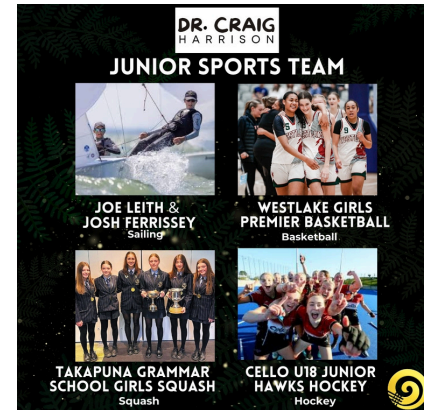 DR. CRAIG
HARRISON
JUNIOR SPORTS TEAM
JOE LEITH &
JOSH FERRISSEY
Sailing
WESTLAKE GIRLS
PREMIER BASKETBALL
Basketball
TAKAPUNA GRAMMAR
SCHOOL GIRLS SQUASH
Squash
CELLO U18 JUNIOR
HAWKS HOCKEY
Hockey